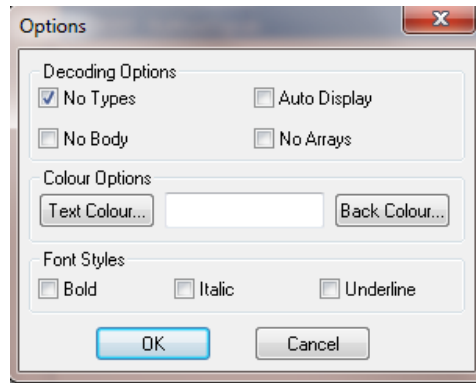 Options
Decoding Options
No Types Auto Display
No Body No Arrays
Colour Options
Text Colour... Back Colour...
Font Styles
Bold Italic Underline
OK Cancel